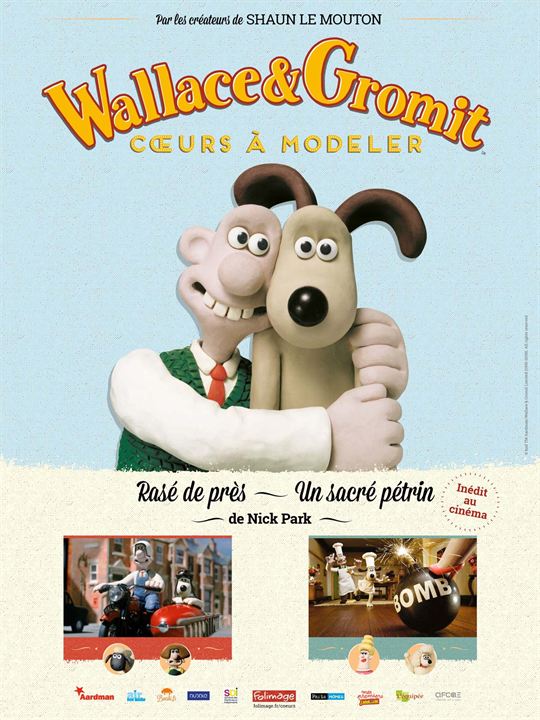 Par les créateurs de SHAUN LE MOUTON
Wallace & Gromit
CŒURS À MODELER
Rasé de près — Un sacré pétrin
de Nick Park
Inédit
au
cinéma
BOMB
Aardman
folimage
folimage.fr/coeurs